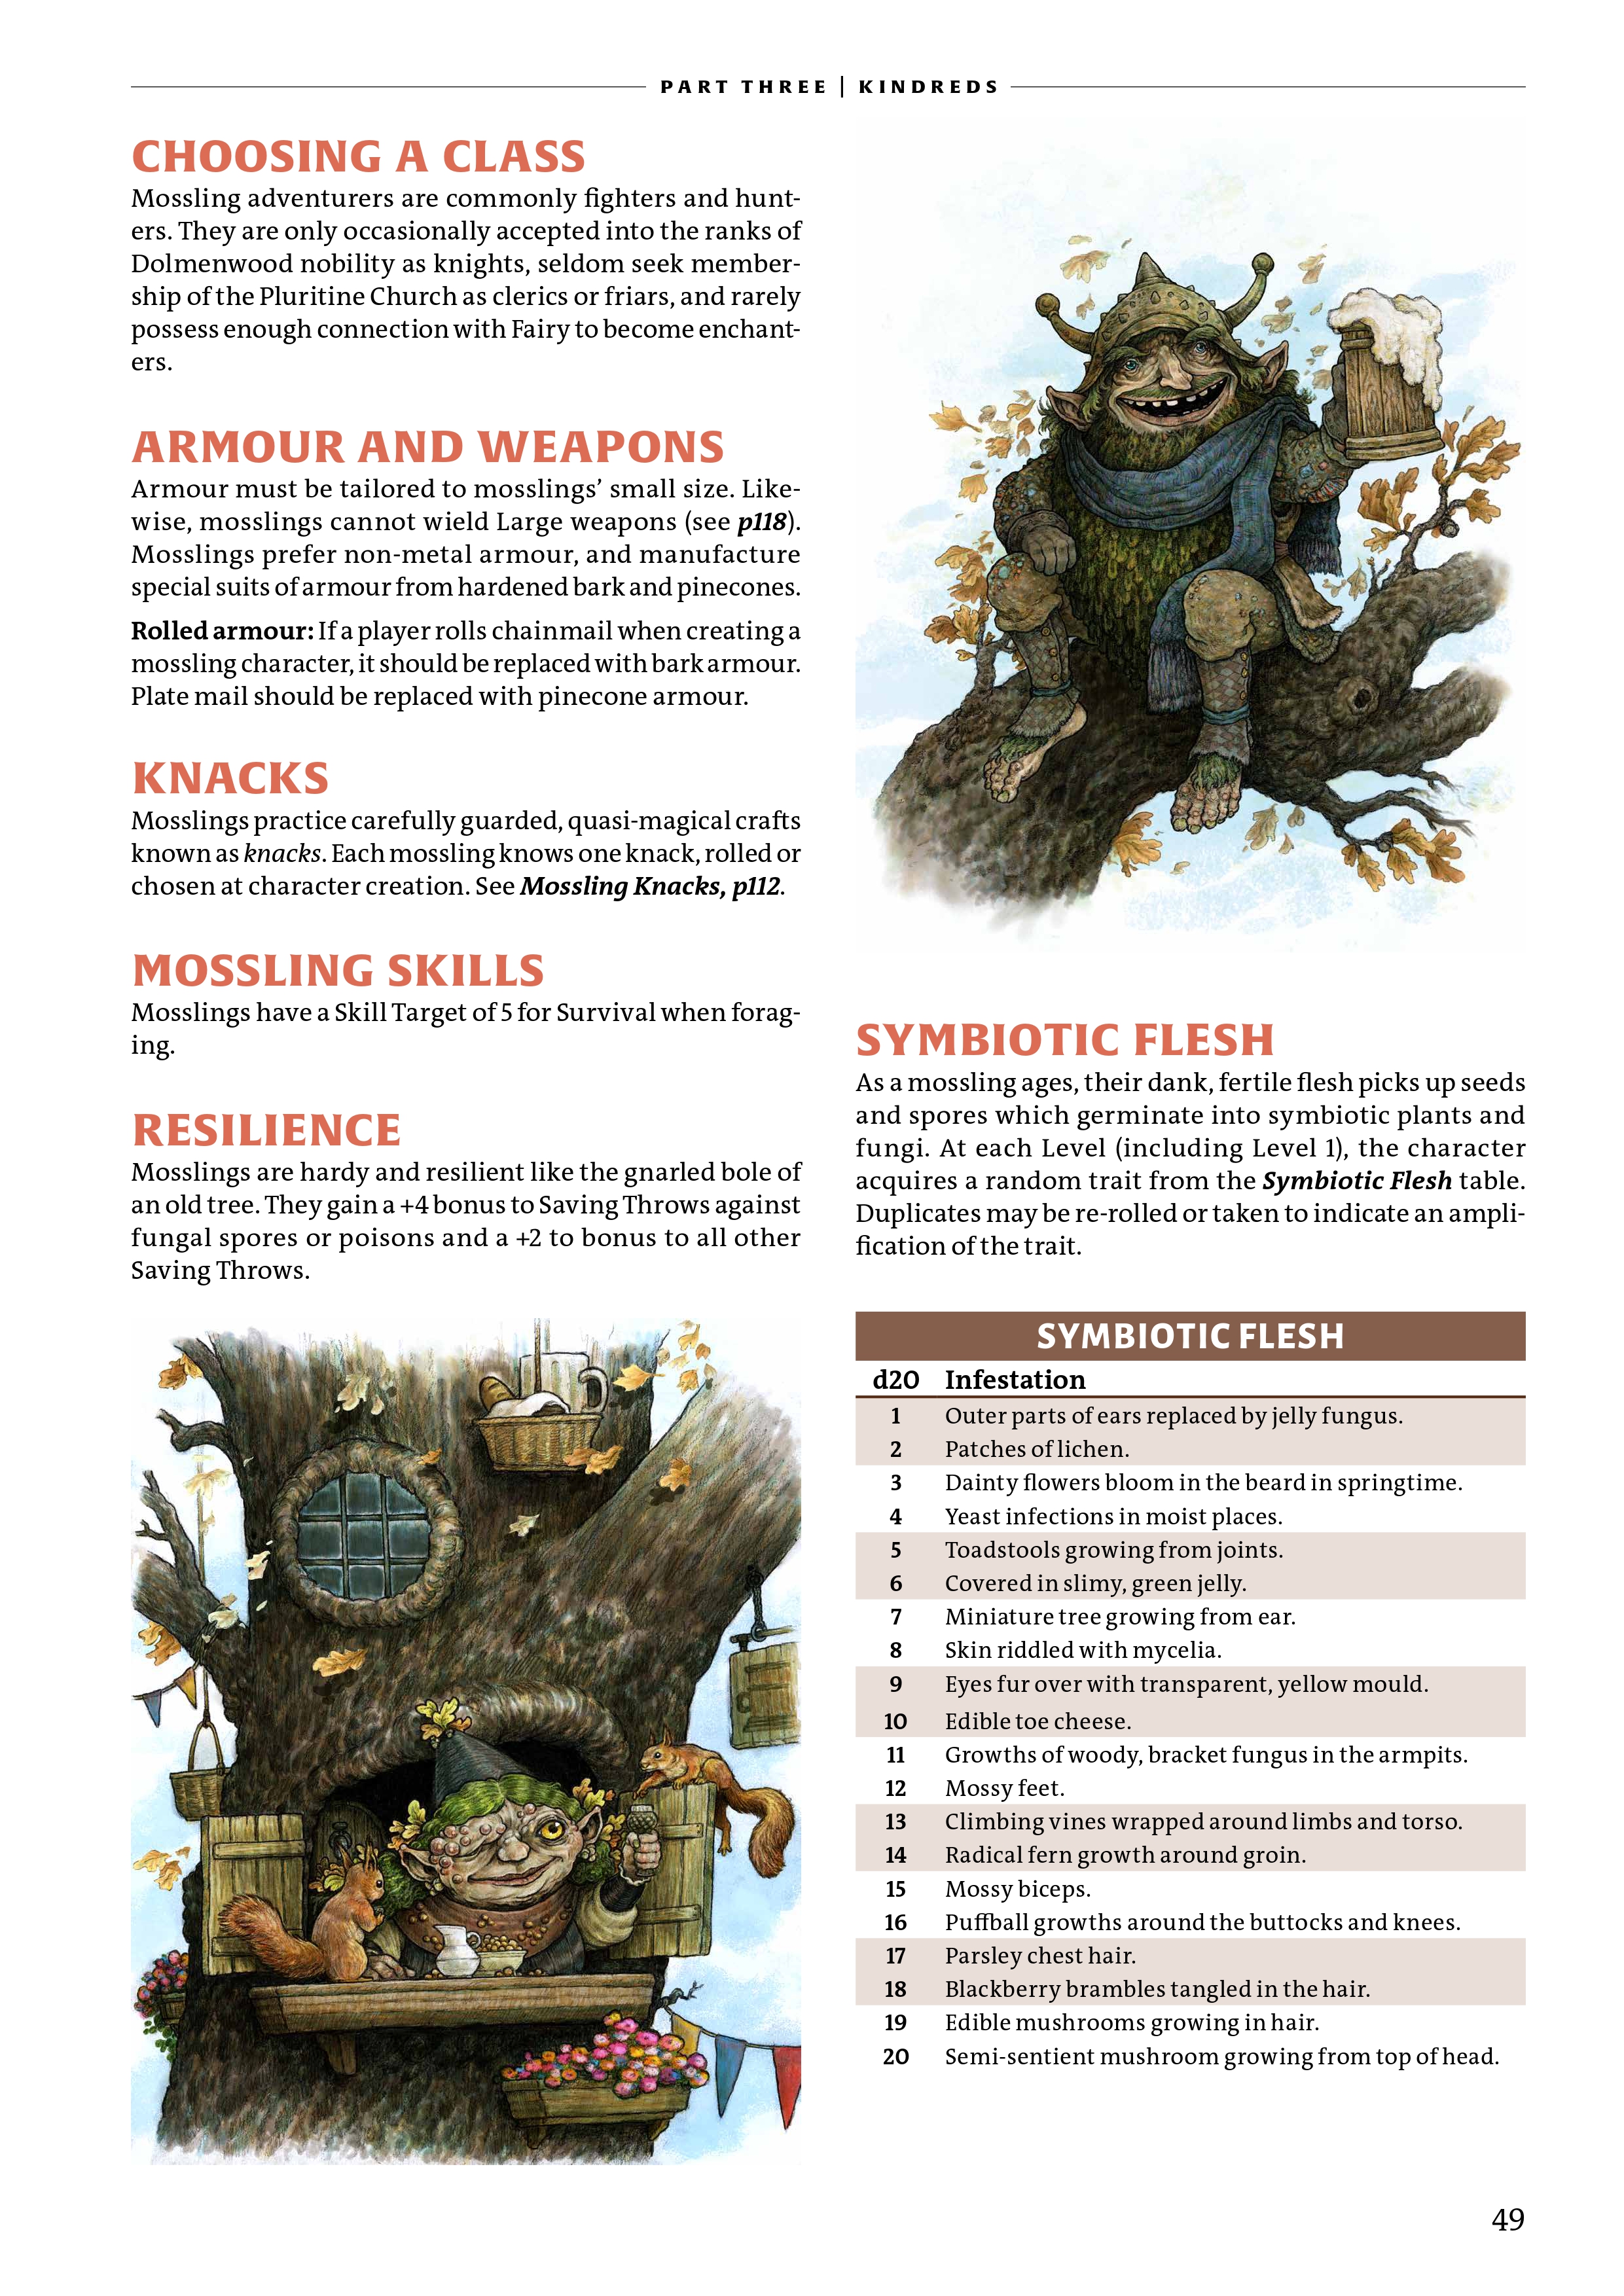 PART THREE | KINDREDS
CHOOSING A CLASS
Mossling adventurers are commonly fighters and hunt-
ers. They are only occasionally accepted into the ranks of
Dolmenwood nobility as knights, seldom seek member-
ship of the Pluritine Church as clerics or friars, and rarely
possess enough connection with Fairy to become enchant-
ers.
ARMOUR AND WEAPONS
Armour must be tailored to mosslings’ small size. Like-
wise, mosslings cannot wield Large weapons (see p118).
Mosslings prefer non-metal armour, and manufacture
special suits of armour from hardened bark and pinecones.
Rolled armour: If a player rolls chainmail when creating a
mossling character, it should be replaced with bark armour.
Plate mail should be replaced with pinecone armour.
KNACKS
Mosslings practice carefully guarded, quasi-magical crafts
known as knacks. Each mossling knows one knack, rolled or
chosen at character creation. See Mossling Knacks, p112.
MOSSLING SKILLS
Mosslings have a Skill Target of 5 for Survival when forag-
ing.
RESILIENCE
Mosslings are hardy and resilient like the gnarled bole of
an old tree. They gain a +4 bonus to Saving Throws against
fungal spores or poisons and a +2 to bonus to all other
Saving Throws.
SYMBIOTIC FLESH
As a mossling ages, their dank, fertile flesh picks up seeds
and spores which germinate into symbiotic plants and
fungi. At each Level (including Level 1), the character
acquires a random trait from the Symbiotic Flesh table.
Duplicates may be re-rolled or taken to indicate an ampli-
fication of the trait.
SYMBIOTIC FLESH
d20 Infestation
1 Outer parts of ears replaced by jelly fungus.
2 Patches of lichen.
3 Dainty flowers bloom in the beard in springtime.
4 Yeast infections in moist places.
5 Toadstools growing from joints.
6 Covered in slimy, green jelly.
7 Miniature tree growing from ear.
8 Skin riddled with mycelia.
9 Eyes fur over with transparent, yellow mould.
10 Edible toe cheese.
11 Growths of woody, bracket fungus in the armpits.
12 Mossy feet.
13 Climbing vines wrapped around limbs and torso.
14 Radical fern growth around groin.
15 Mossy biceps.
16 Puffball growths around the buttocks and knees.
17 Parsley chest hair.
18 Blackberry brambles tangled in the hair.
19 Edible mushrooms growing in hair.
20 Semi-sentient mushroom growing from top of head.
49